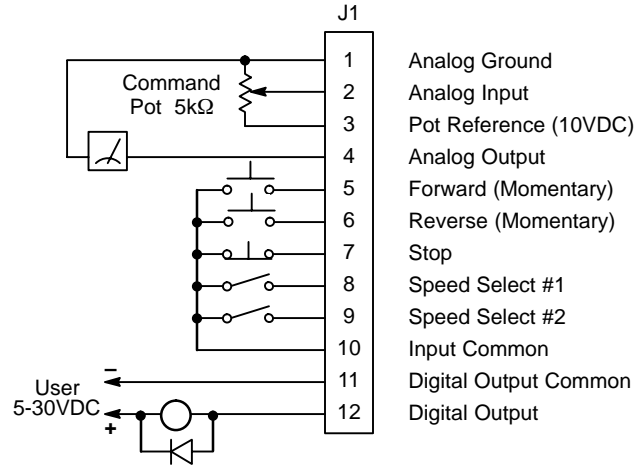 J1
1 Analog Ground
Command
Pot 5kΩ
2 Analog Input
3 Pot Reference (10VDC)
4 Analog Output
5 Forward (Momentary)
6 Reverse (Momentary)
7 Stop
8 Speed Select #1
9 Speed Select #2
10 Input Common
11 Digital Output Common
User
5-30VDC
−
+
12 Digital Output